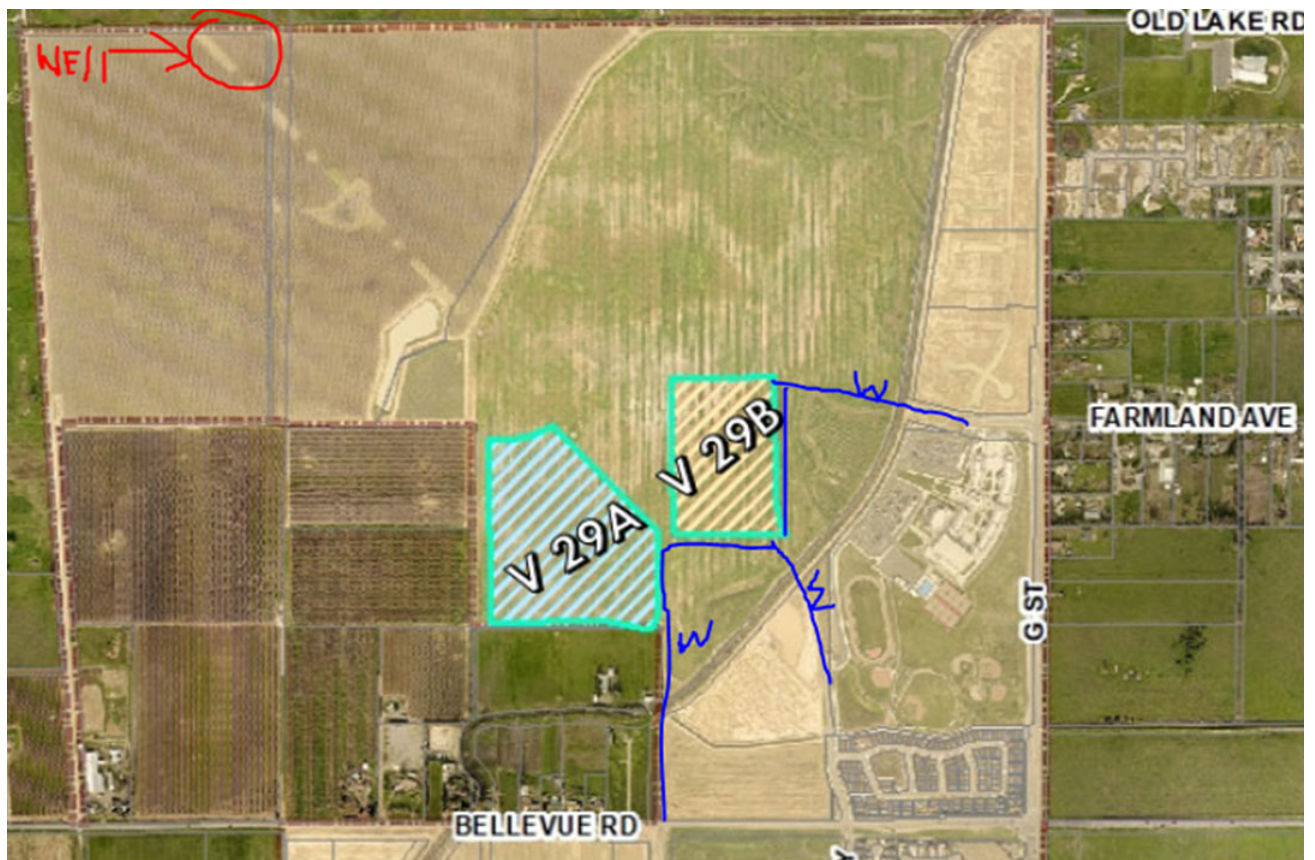 OLD LAKE RD
WEll
W
FARMLAND AVE
V 29B
V 29A
W
W
G ST
BELLEVUE RD
Y